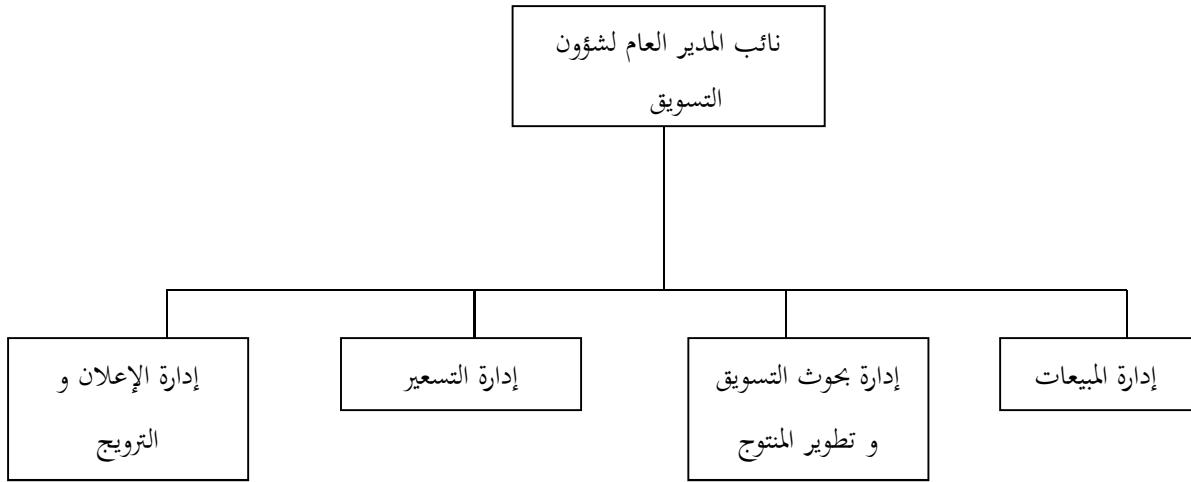 نائب المدير العام لشؤون
التسويق
إدارة المبيعات
إدارة بحوث التسويق
و تطوير المنتوج
إدارة التسعير
إدارة الإعلان و
الترويج